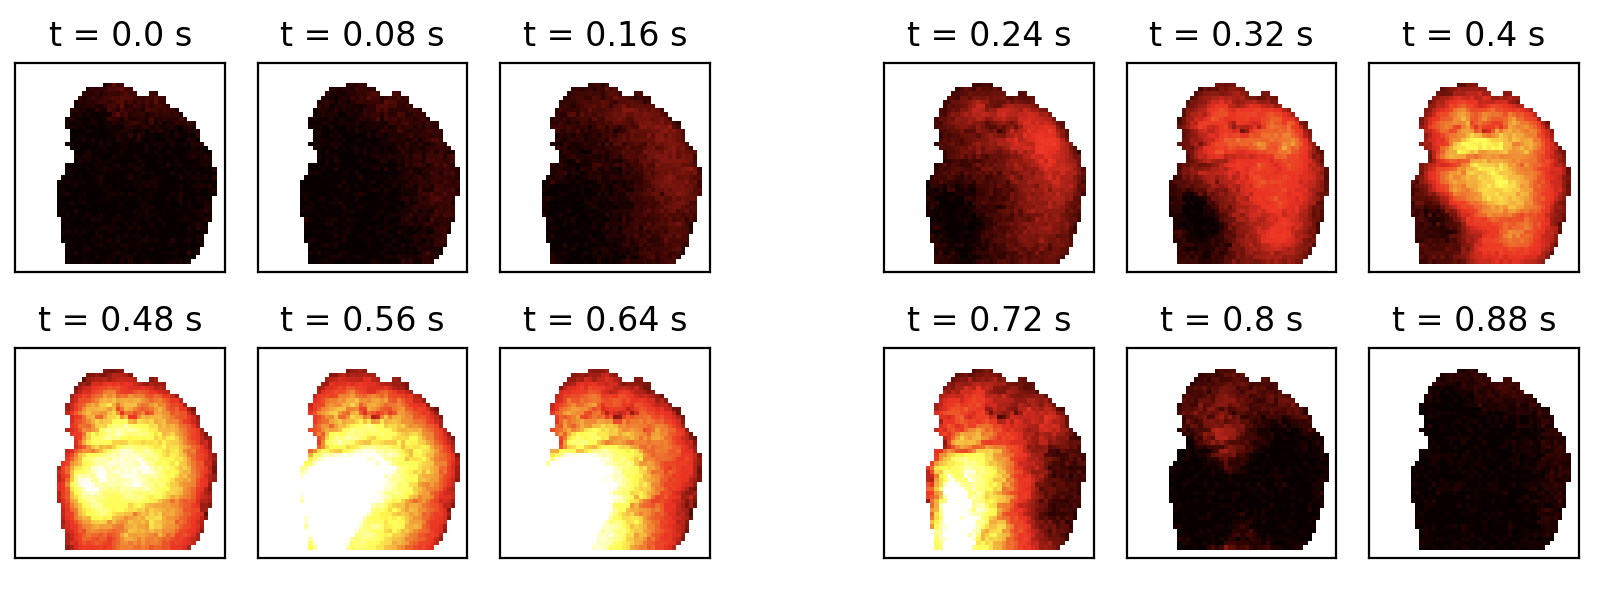 t = 0.0 s
t = 0.08 s
t = 0.16 s
t = 0.24 s
t = 0.32 s
t = 0.4 s
t = 0.48 s
t = 0.56 s
t = 0.64 s
t = 0.72 s
t = 0.8 s
t = 0.88 s